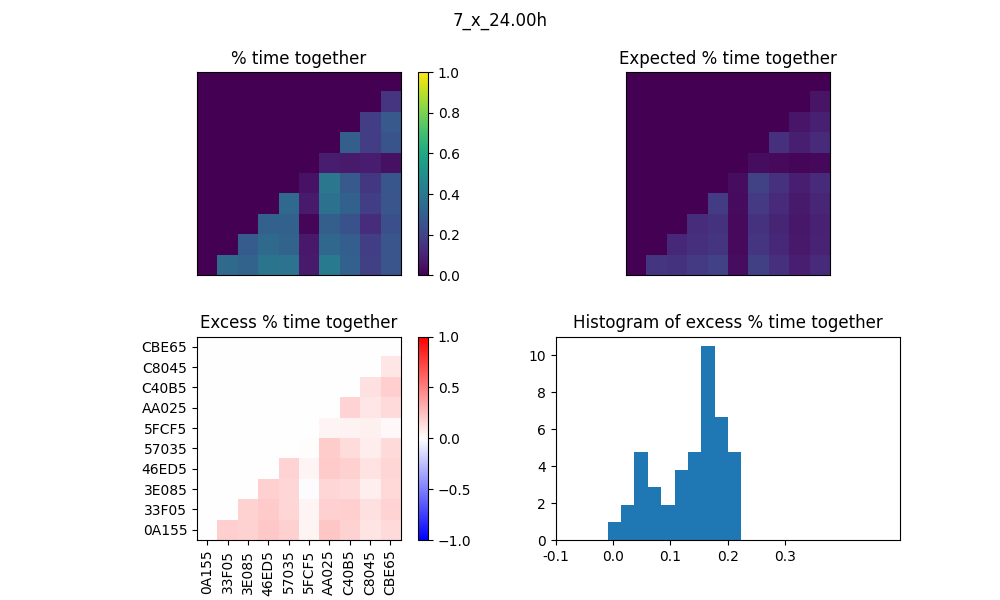 7_x_24.00h
% time together
Expected % time together
1.0
0.8
0.6
0.4
0.2
0.0
Excess % time together
Histogram of excess % time together
CBE65
C8045
C40B5
AA025
5FCF5
57035
46ED5
3E085
33F05
0A155
1.0
0.5
0.0
−0.5
−1.0
10
8
6
4
2
0
0A155
33F05
3E085
46ED5
57035
5FCF5
AA025
C40B5
C8045
CBE65
-0.1
0.0
0.1
0.2
0.3